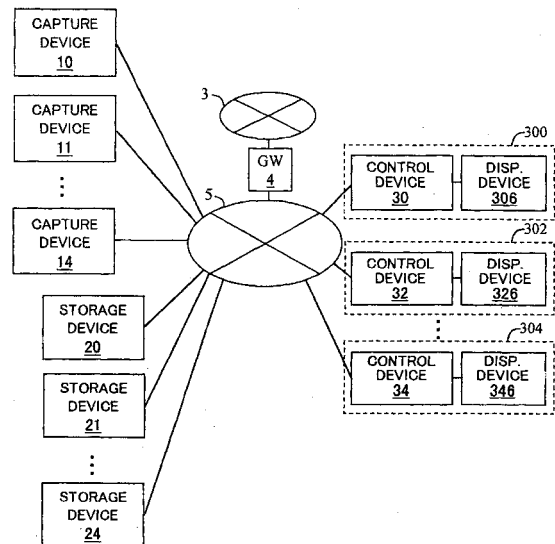 CAPTURE
DEVICE
10
CAPTURE
DEVICE
11
CAPTURE
DEVICE
14
STORAGE
DEVICE
20
STORAGE
DEVICE
21
STORAGE
DEVICE
24
3
GW
4
5
300
CONTROL
DEVICE
30
DISP.
DEVICE
306
302
CONTROL
DEVICE
32
DISP.
DEVICE
326
304
CONTROL
DEVICE
34
DISP.
DEVICE
346